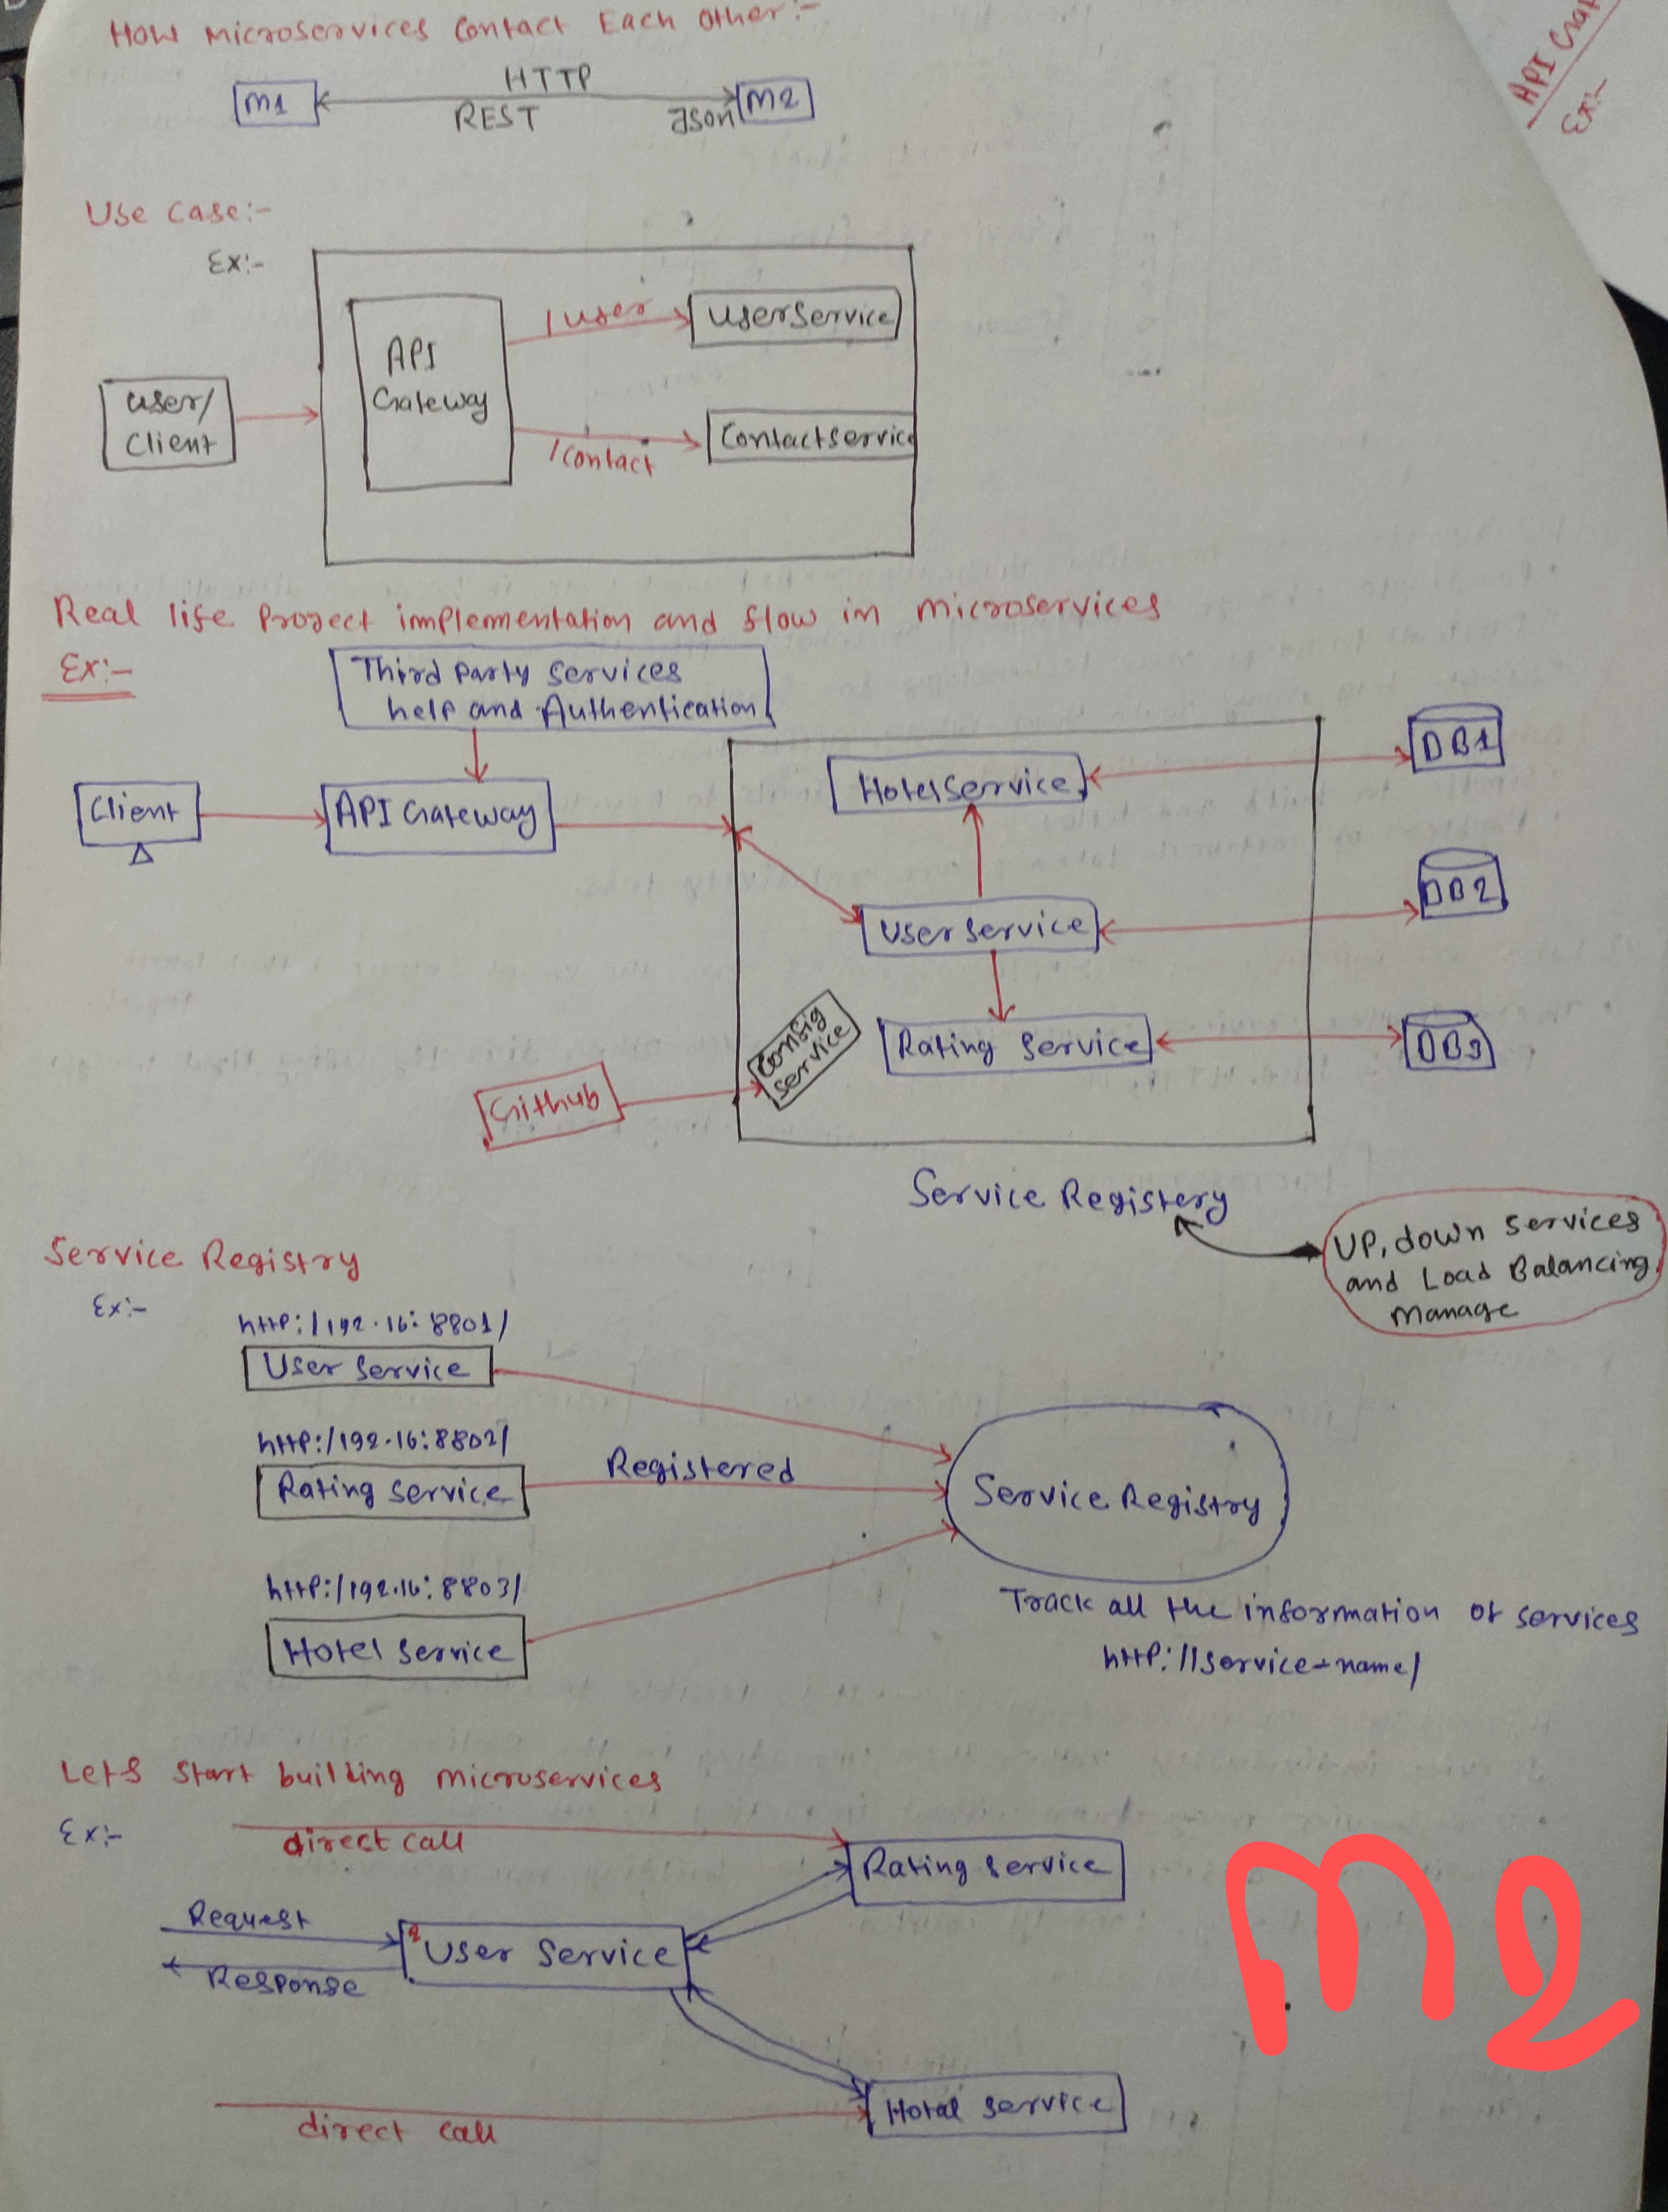 How Microservices Contact Each Other:-
M1
HTTP
REST
Json
M2
API
Ex:-
Use Case:-
Ex:-
user/
Client
API
Gateway
/user
userService
/contact
ContactService
Real life Project implementation and flow in microservices
Ex:-
Third Party Services
help and Authentication
Client
API Gateway
HotelService
DB1
User Service
DB2
Config
Service
Rating Service
DB3
Github
Service Registery
UP, down services
and Load Balancing
Manage
Service Registry
Ex:-
http:/192.16:8801/
User Service
http:/192.16:8802/
Rating Service
Registered
http:/192.16:8803/
Hotel Service
Service Registry
Track all the information of services
http://service-name/
Lets start building microservices
Ex:-
direct call
Rating Service
Request
User Service
Response
Hotel Service
direct call
M2